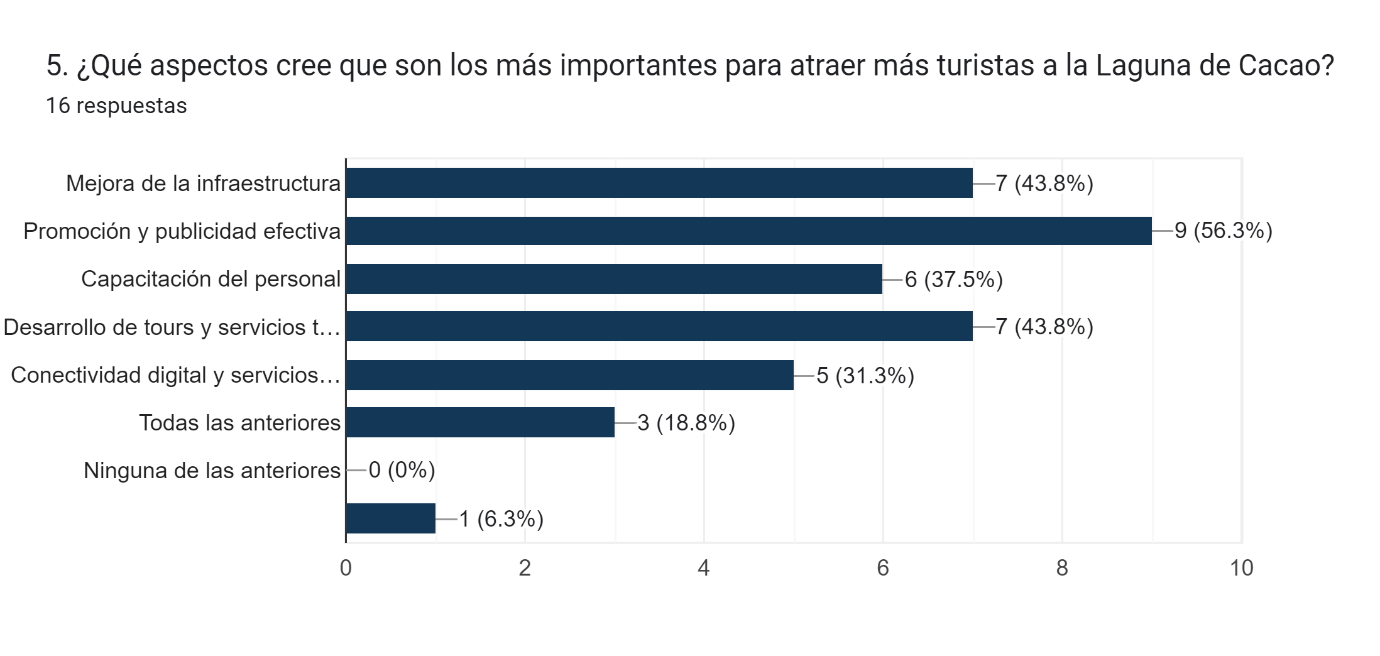 5. ¿Qué aspectos cree que son los más importantes para atraer más turistas a la Laguna de Cacao?
16 respuestas
Mejora de la infraestructura 7 (43.8%)
Promoción y publicidad efectiva 9 (56.3%)
Capacitación del personal 6 (37.5%)
Desarrollo de tours y servicios t… 7 (43.8%)
Conectividad digital y servicios… 5 (31.3%)
Todas las anteriores 3 (18.8%)
Ninguna de las anteriores 0 (0%)
1 (6.3%)
0 2 4 6 8 10